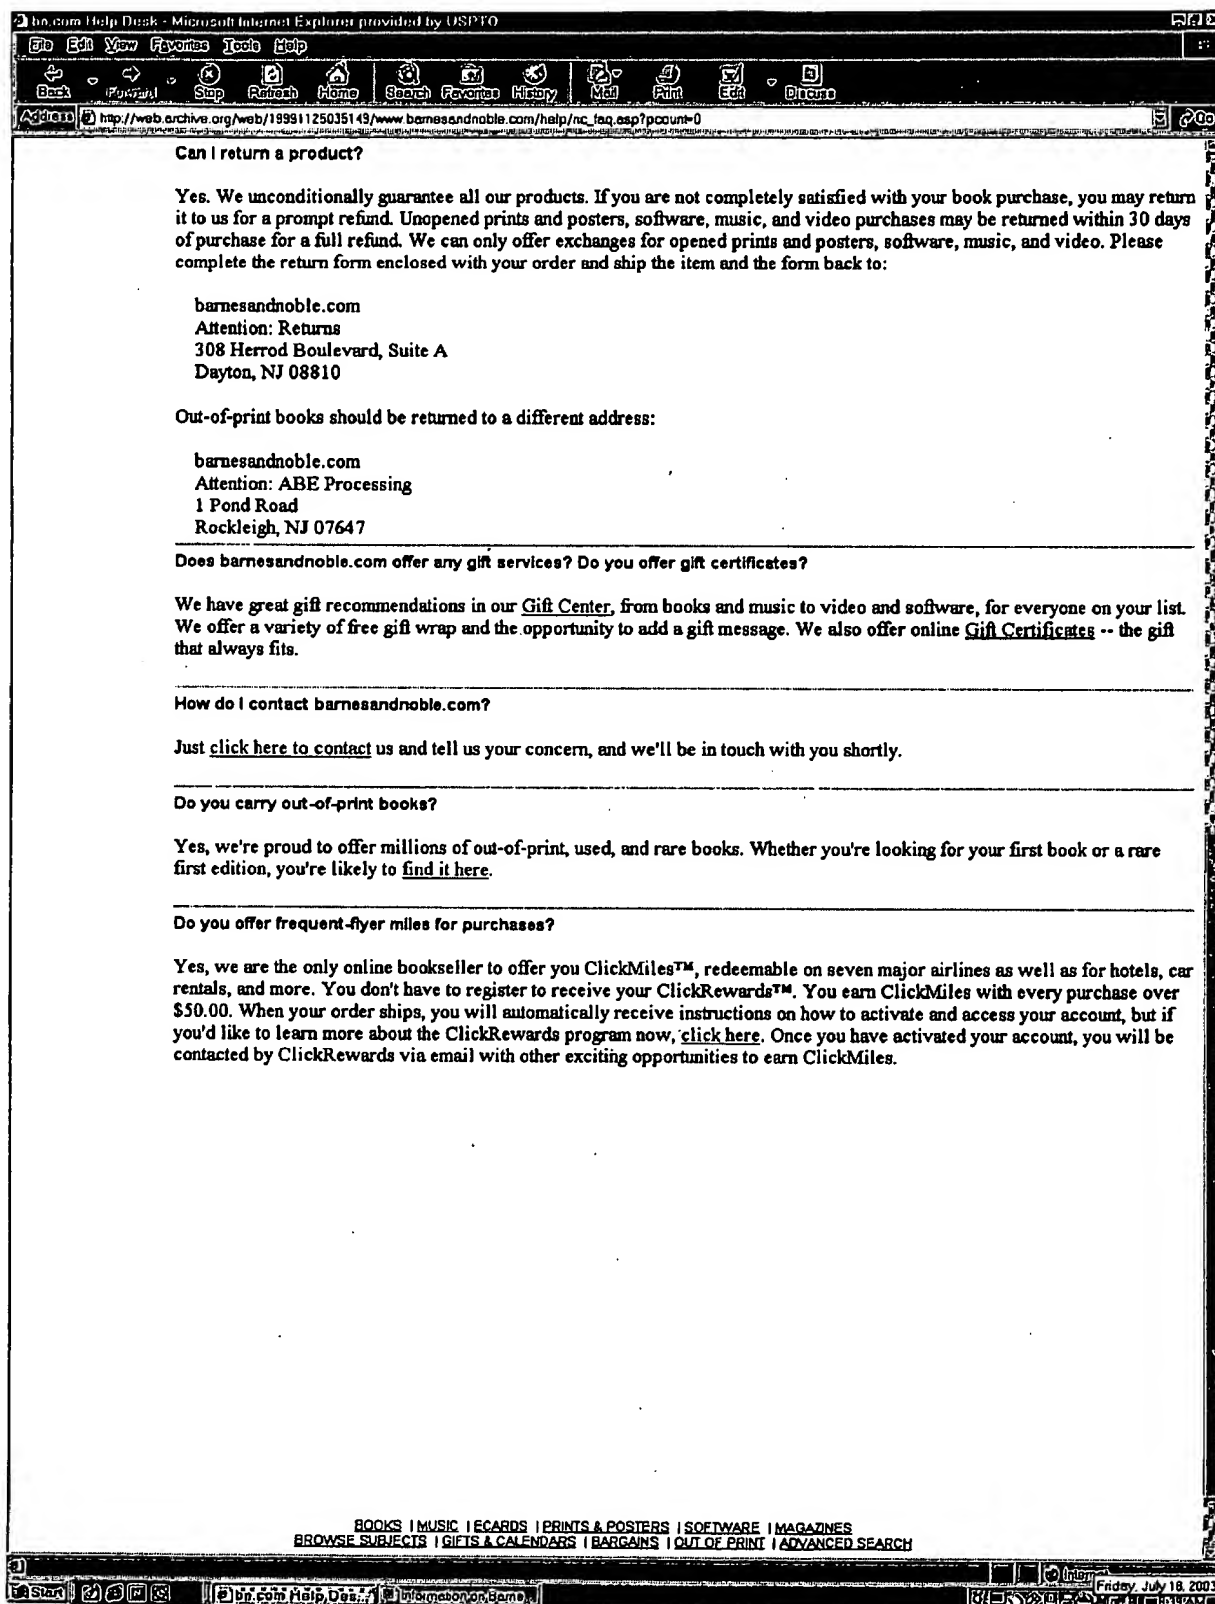 bn.com Help Desk - Microsoft Internet Explorer provided by USPTO
File Edit View Favorites Tools Help
Back Forward Stop Refresh Home Search Favorites History Mail Print Edit Discuss
Address http://web.archive.org/web/19991125035149/www.barnesandnoble.com/help/nc_faq.asp?pcount=0 Go
Can I return a product?
Yes. We unconditionally guarantee all our products. If you are not completely satisfied with your book purchase, you may return
it to us for a prompt refund. Unopened prints and posters, software, music, and video purchases may be returned within 30 days
of purchase for a full refund. We can only offer exchanges for opened prints and posters, software, music, and video. Please
complete the return form enclosed with your order and ship the item and the form back to:
barnesandnoble.com
Attention: Returns
308 Herrod Boulevard, Suite A
Dayton, NJ 08810
Out-of-print books should be returned to a different address:
barnesandnoble.com
Attention: ABE Processing
1 Pond Road
Rockleigh, NJ 07647
Does barnesandnoble.com offer any gift services? Do you offer gift certificates?
We have great gift recommendations in our Gift Center, from books and music to video and software, for everyone on your list.
We offer a variety of free gift wrap and the opportunity to add a gift message. We also offer online Gift Certificates -- the gift
that always fits.
How do I contact barnesandnoble.com?
Just click here to contact us and tell us your concern, and we'll be in touch with you shortly.
Do you carry out-of-print books?
Yes, we're proud to offer millions of out-of-print, used, and rare books. Whether you're looking for your first book or a rare
first edition, you're likely to find it here.
Do you offer frequent-flyer miles for purchases?
Yes, we are the only online bookseller to offer you ClickMiles™, redeemable on seven major airlines as well as for hotels, car
rentals, and more. You don't have to register to receive your ClickRewards™. You earn ClickMiles with every purchase over
$50.00. When your order ships, you will automatically receive instructions on how to activate and access your account, but if
you'd like to learn more about the ClickRewards program now, click here. Once you have activated your account, you will be
contacted by ClickRewards via email with other exciting opportunities to earn ClickMiles.
BOOKS | MUSIC | ECARDS | PRINTS & POSTERS | SOFTWARE | MAGAZINES
BROWSE SUBJECTS | GIFTS & CALENDARS | BARGAINS | OUT OF PRINT | ADVANCED SEARCH
Internet
Start bn.com Help Des... Information on Barne... Friday, July 18, 2003